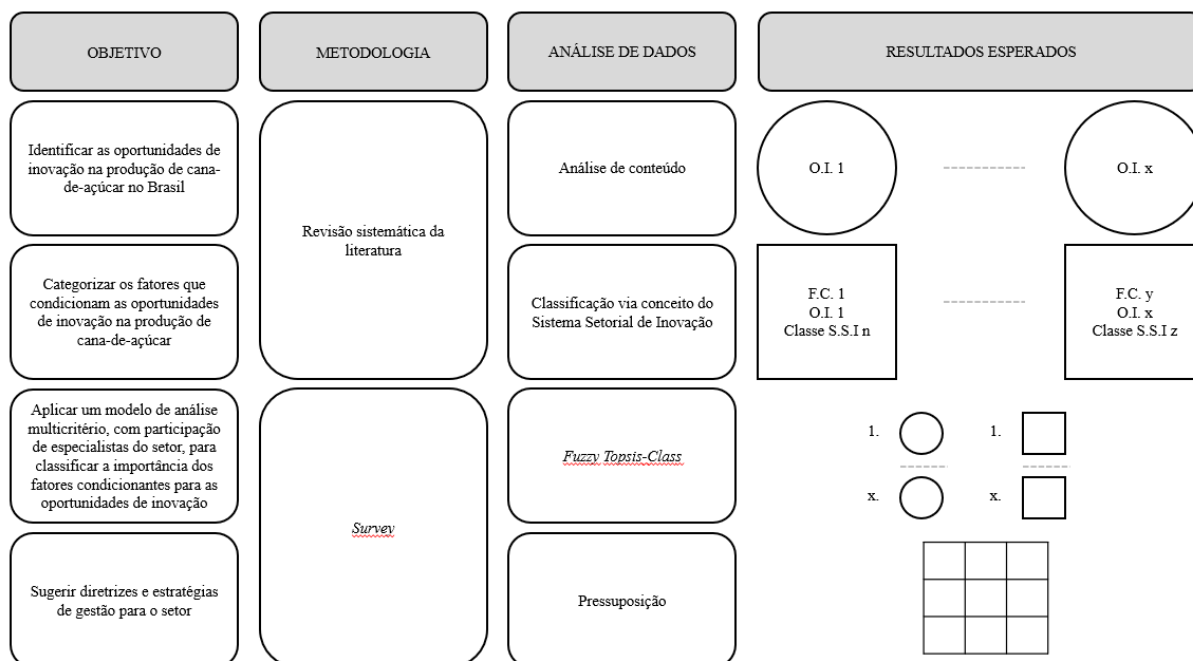 OBJETIVO
METODOLOGIA
ANÁLISE DE DADOS
RESULTADOS ESPERADOS
Identificar as oportunidades de
inovação na produção de cana-
de-açúcar no Brasil
Revisão sistemática da
literatura
Análise de conteúdo
O.I. 1
O.I. x
Categorizar os fatores que
condicionam as oportunidades
de inovação na produção de
cana-de-açúcar
Classificação via conceito do
Sistema Setorial de Inovação
F.C. 1
O.I. 1
Classe S.S.I n
F.C. y
O.I. x
Classe S.S.I z
Aplicar um modelo de análise
multicritério, com participação
de especialistas do setor, para
classificar a importância dos
fatores condicionantes para as
oportunidades de inovação
Survey
Fuzzy Topsis-Class
1.
1.
x.
x.
Sugerir diretrizes e estratégias
de gestão para o setor
Pressuposição